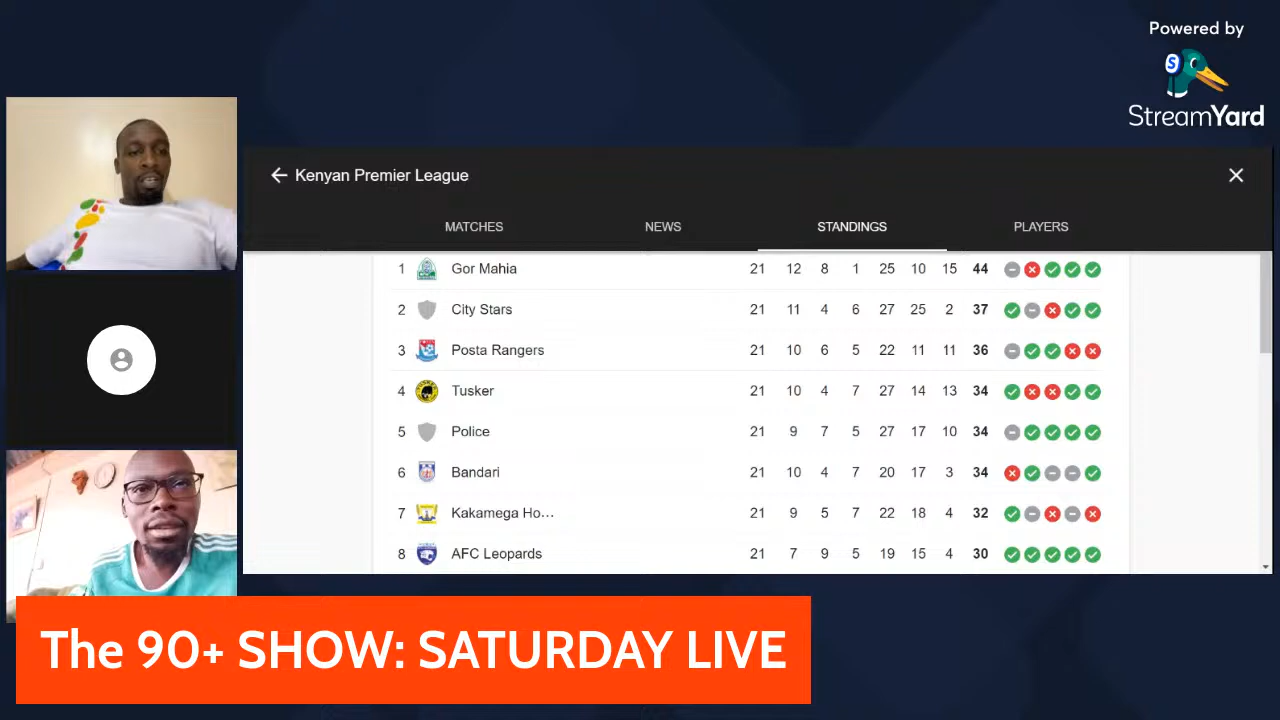 Powered by
S
StreamYard
Kenyan Premier League
MATCHES NEWS STANDINGS PLAYERS
1 Gor Mahia 21 12 8 1 25 10 15 44
2 City Stars 21 11 4 6 27 25 2 37
3 Posta Rangers 21 10 6 5 22 11 11 36
4 Tusker 21 10 4 7 27 14 13 34
5 Police 21 9 7 5 27 17 10 34
6 Bandari 21 10 4 7 20 17 3 34
7 Kakamega Ho... 21 9 5 7 22 18 4 32
8 AFC Leopards 21 7 9 5 19 15 4 30
The 90+ SHOW: SATURDAY LIVE